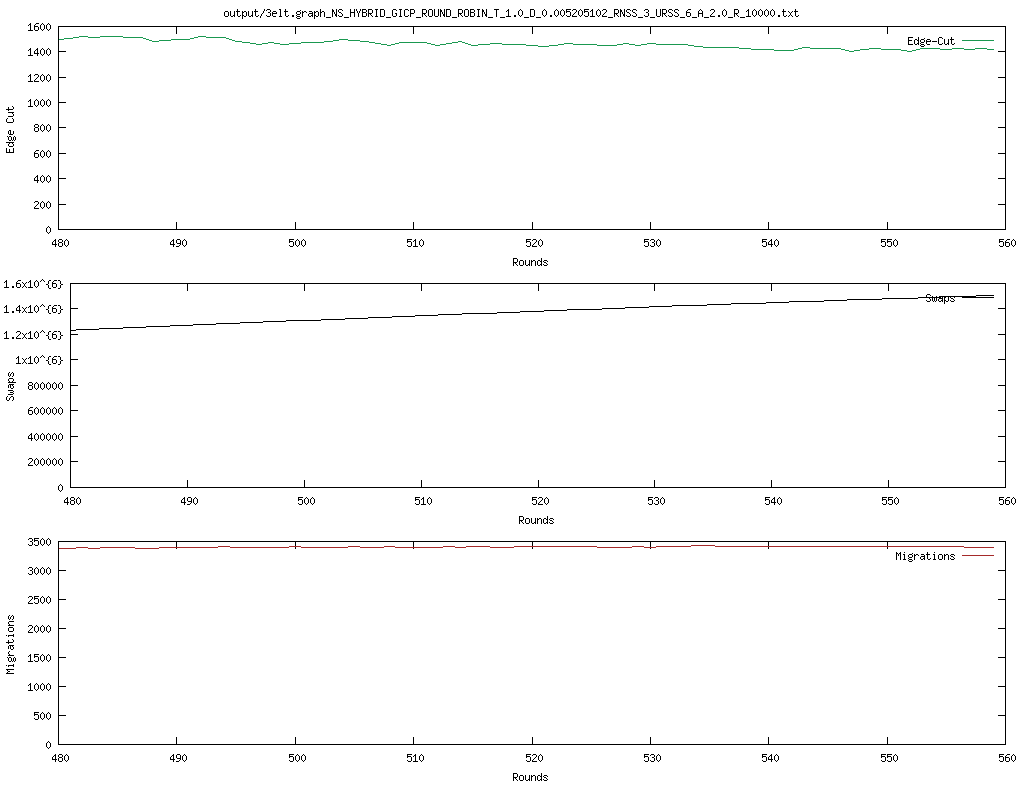 output/3elt.graph_NS_HYBRID_GICP_ROUND_ROBIN_T_1.0_D_0.005205102_RNSS_3_URSS_6_A_2.0_R_10000.txt
1600
1400
1200
1000
800
600
400
200
0
Edge Cut
Edge-Cut
480 490 500 510 520 530 540 550 560
Rounds
1.6x10^{6}
1.4x10^{6}
1.2x10^{6}
1x10^{6}
800000
600000
400000
200000
0
Swaps
Swaps
480 490 500 510 520 530 540 550 560
Rounds
3500
3000
2500
2000
1500
1000
500
0
Migrations
Migrations
480 490 500 510 520 530 540 550 560
Rounds